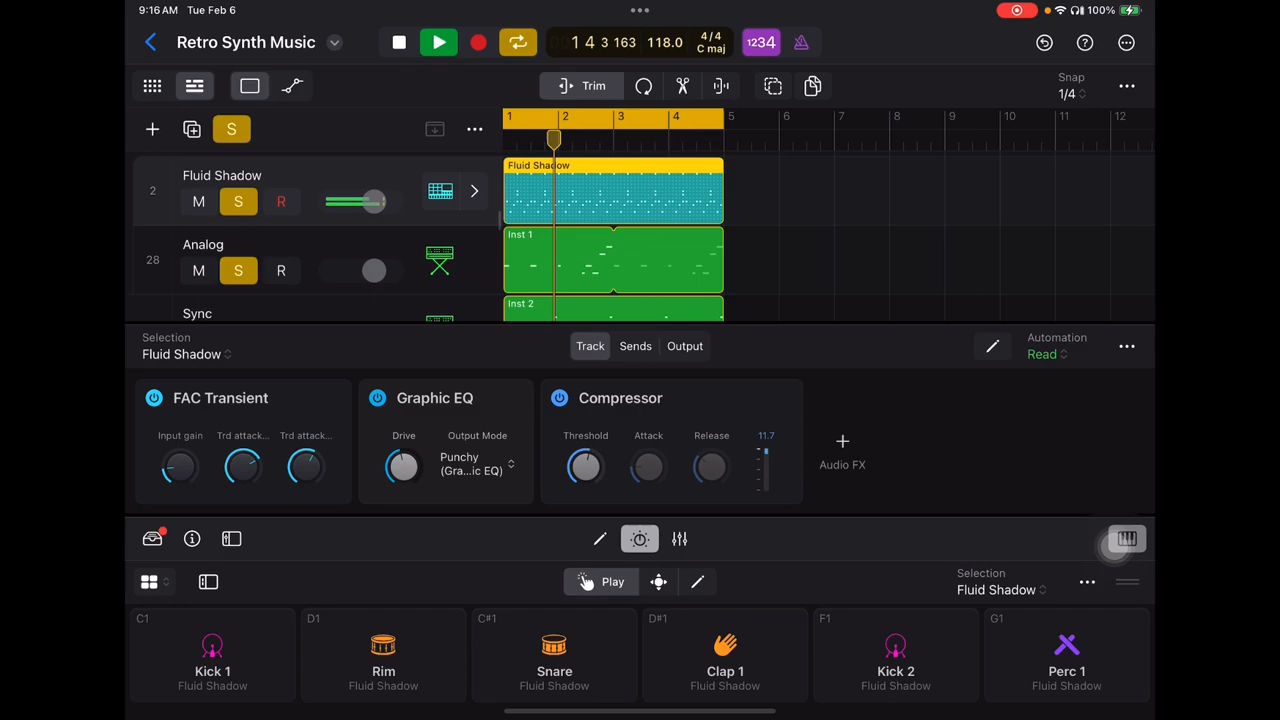 9:16 AM Tue Feb 6
100%
Retro Synth Music
1 4 3 163
118.0
4/4
C maj
1234
Trim
Snap
1/4
S
1 2 3 4 5 6 7 8 9 10 11 12
2
Fluid Shadow
M S R
Fluid Shadow
28
Analog
M S R
Inst 1
Sync
Inst 2
Selection
Fluid Shadow
Track
Sends
Output
Automation
Read
FAC Transient
Input gain
Trd attack...
Trd attack...
Graphic EQ
Drive
Output Mode
Punchy
(Gra...ic EQ)
Compressor
Threshold
Attack
Release
11.7
Audio FX
Play
Selection
Fluid Shadow
C1
Kick 1
Fluid Shadow
D1
Rim
Fluid Shadow
C#1
Snare
Fluid Shadow
D#1
Clap 1
Fluid Shadow
F1
Kick 2
Fluid Shadow
G1
Perc 1
Fluid Shadow